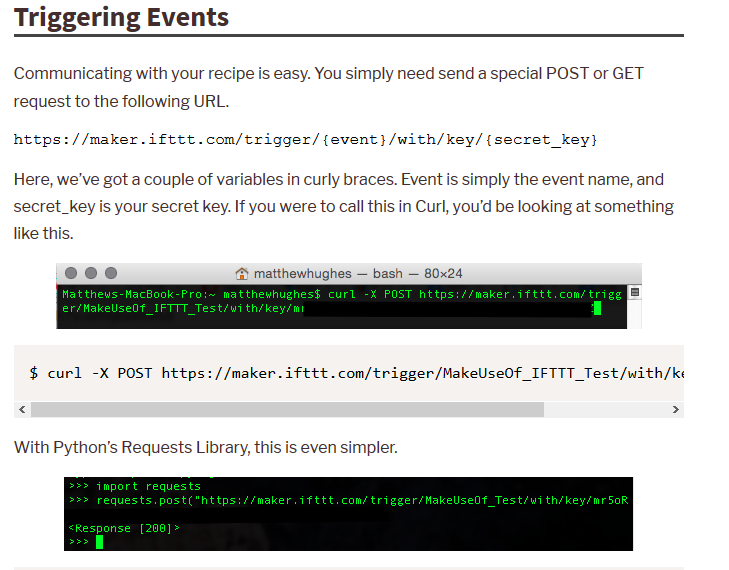 Triggering Events
Communicating with your recipe is easy. You simply need send a special POST or GET
request to the following URL.
https://maker.ifttt.com/trigger/{event}/with/key/{secret_key}
Here, we’ve got a couple of variables in curly braces. Event is simply the event name, and
secret_key is your secret key. If you were to call this in Curl, you’d be looking at something
like this.
matthewhughes — bash — 80×24
Matthews-MacBook-Pro:~ matthewhughes$ curl -X POST https://maker.ifttt.com/trigg
er/MakeUseOf_IFTTT_Test/with/key/m
$ curl -X POST https://maker.ifttt.com/trigger/MakeUseOf_IFTTT_Test/with/ke
With Python’s Requests Library, this is even simpler.
>>> import requests
>>> requests.post("https://maker.ifttt.com/trigger/MakeUseOf_Test/with/key/mr5oR
<Response [200]>
>>>